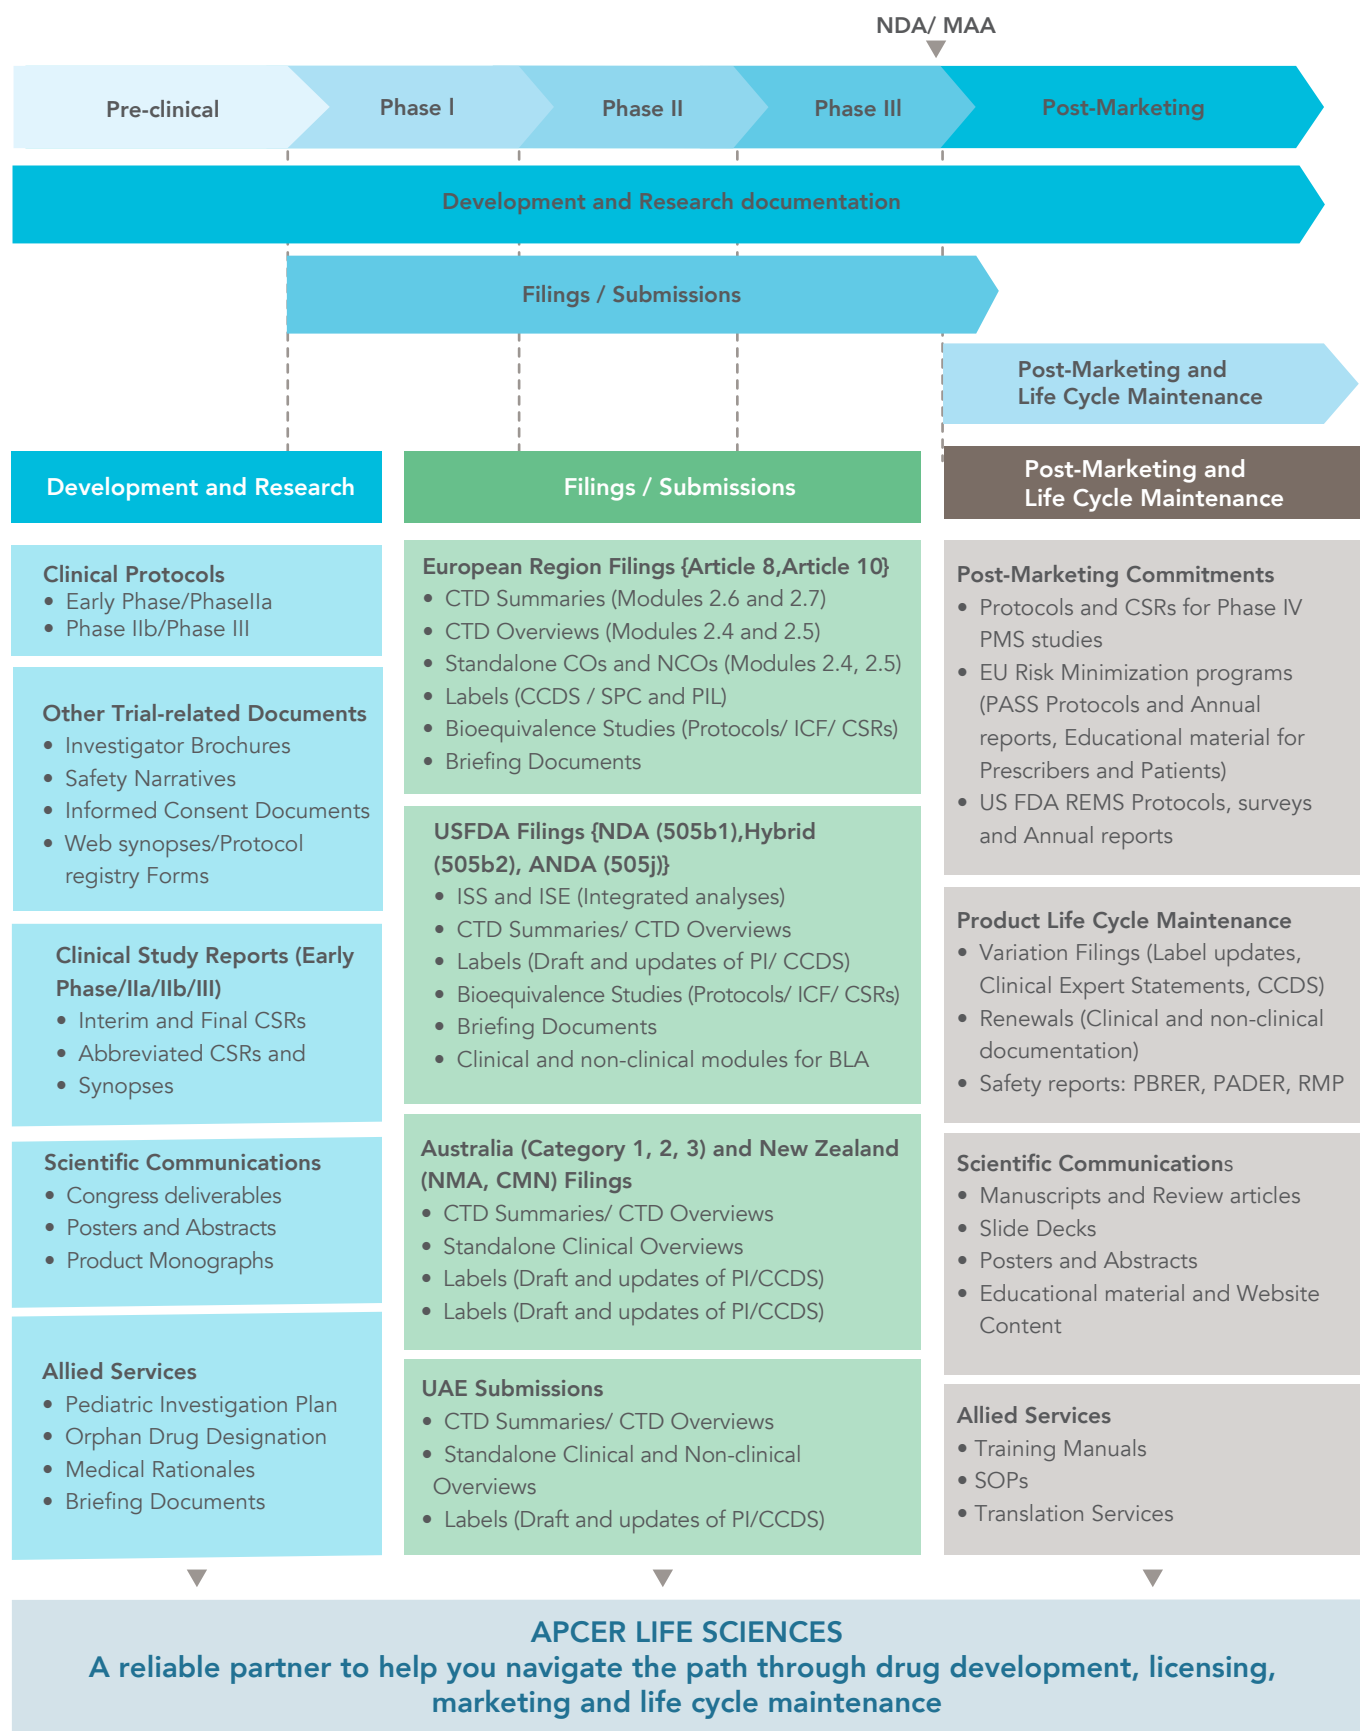 NDA/ MAA
Pre-clinical
Phase l
Phase II
Phase IIl
Post-Marketing
Development and Research documentation
Filings / Submissions
Post-Marketing and
Life Cycle Maintenance
Development and Research
Clinical Protocols
• Early Phase/PhaseIIa
• Phase IIb/Phase III
Other Trial-related Documents
• Investigator Brochures
• Safety Narratives
• Informed Consent Documents
• Web synopses/Protocol
registry Forms
Clinical Study Reports (Early
Phase/IIa/IIb/III)
• Interim and Final CSRs
• Abbreviated CSRs and
• Synopses
Scientific Communications
• Congress deliverables
• Posters and Abstracts
• Product Monographs
Allied Services
• Pediatric Investigation Plan
• Orphan Drug Designation
• Medical Rationales
• Briefing Documents
Filings / Submissions
European Region Filings {Article 8,Article 10}
• CTD Summaries (Modules 2.6 and 2.7)
• CTD Overviews (Modules 2.4 and 2.5)
• Standalone COs and NCOs (Modules 2.4, 2.5)
• Labels (CCDS / SPC and PIL)
• Bioequivalence Studies (Protocols/ ICF/ CSRs)
• Briefing Documents
USFDA Filings {NDA (505b1),Hybrid
(505b2), ANDA (505j)}
• ISS and ISE (Integrated analyses)
• CTD Summaries/ CTD Overviews
• Labels (Draft and updates of PI/ CCDS)
• Bioequivalence Studies (Protocols/ ICF/ CSRs)
• Briefing Documents
• Clinical and non-clinical modules for BLA
Australia (Category 1, 2, 3) and New Zealand
(NMA, CMN) Filings
• CTD Summaries/ CTD Overviews
• Standalone Clinical Overviews
• Labels (Draft and updates of PI/CCDS)
• Labels (Draft and updates of PI/CCDS)
UAE Submissions
• CTD Summaries/ CTD Overviews
• Standalone Clinical and Non-clinical
Overviews
• Labels (Draft and updates of PI/CCDS)
Post-Marketing and
Life Cycle Maintenance
Post-Marketing Commitments
• Protocols and CSRs for Phase IV
PMS studies
• EU Risk Minimization programs
(PASS Protocols and Annual
reports, Educational material for
Prescribers and Patients)
• US FDA REMS Protocols, surveys
and Annual reports
Product Life Cycle Maintenance
• Variation Filings (Label updates,
Clinical Expert Statements, CCDS)
• Renewals (Clinical and non-clinical
documentation)
• Safety reports: PBRER, PADER, RMP
Scientific Communications
• Manuscripts and Review articles
• Slide Decks
• Posters and Abstracts
• Educational material and Website
Content
Allied Services
• Training Manuals
• SOPs
• Translation Services
APCER LIFE SCIENCES
A reliable partner to help you navigate the path through drug development, licensing,
marketing and life cycle maintenance